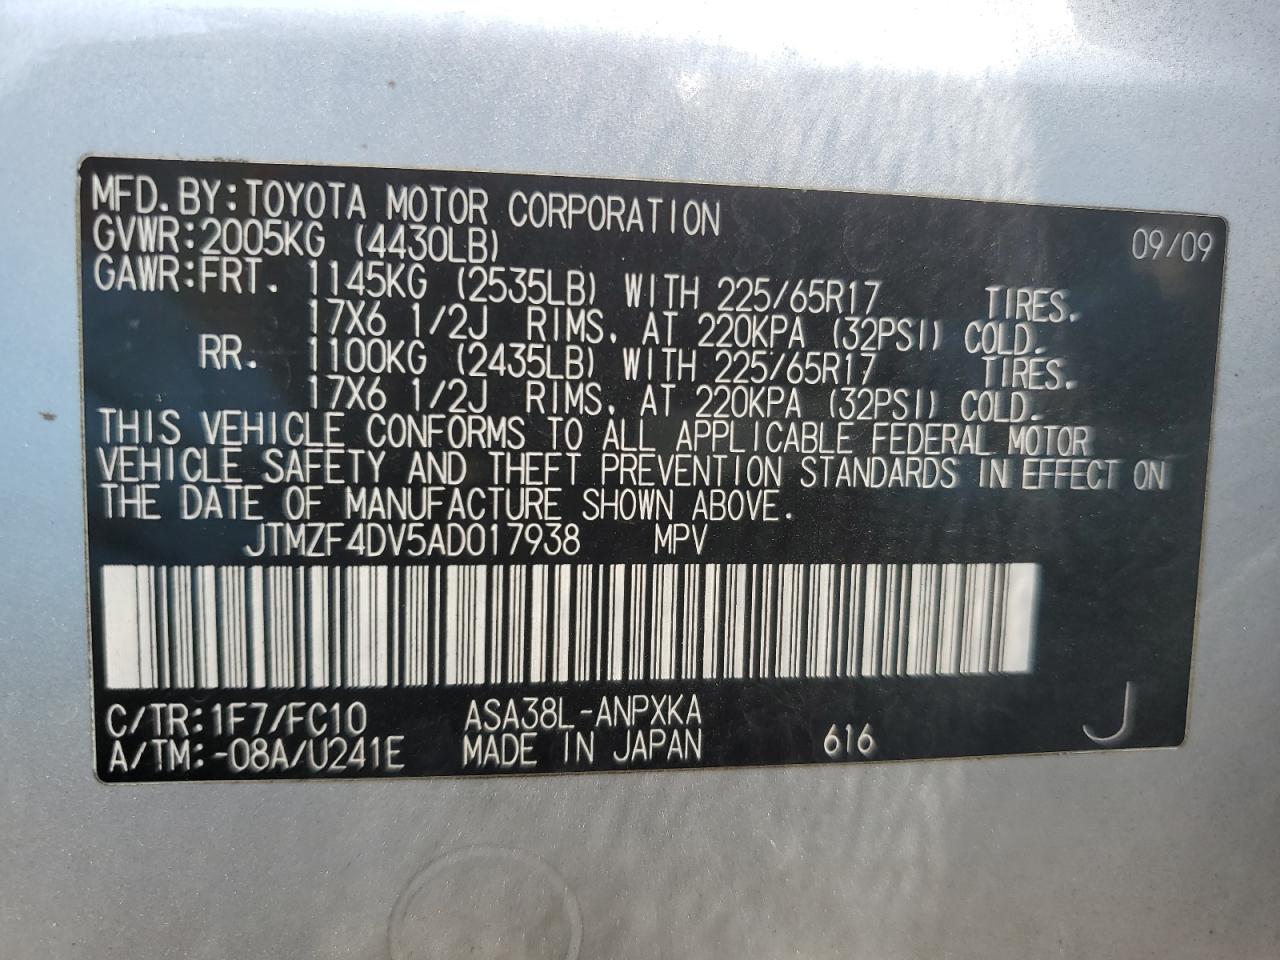 MFD.BY:TOYOTA MOTOR CORPORATION
GVWR:2005KG (4430LB) 09/09
GAWR:FRT. 1145KG (2535LB) WITH 225/65R17 TIRES,
17X6 1/2J RIMS, AT 220KPA (32PSI) COLD.
RR. 1100KG (2435LB) WITH 225/65R17 TIRES,
17X6 1/2J RIMS, AT 220KPA (32PSI) COLD.
THIS VEHICLE CONFORMS TO ALL APPLICABLE FEDERAL MOTOR
VEHICLE SAFETY AND THEFT PREVENTION STANDARDS IN EFFECT ON
THE DATE OF MANUFACTURE SHOWN ABOVE.
JTMZF4DV5AD017938 MPV
C/TR:1F7/FC10 ASA38L-ANPXKA
A/TM:-08A/U241E MADE IN JAPAN 616 J